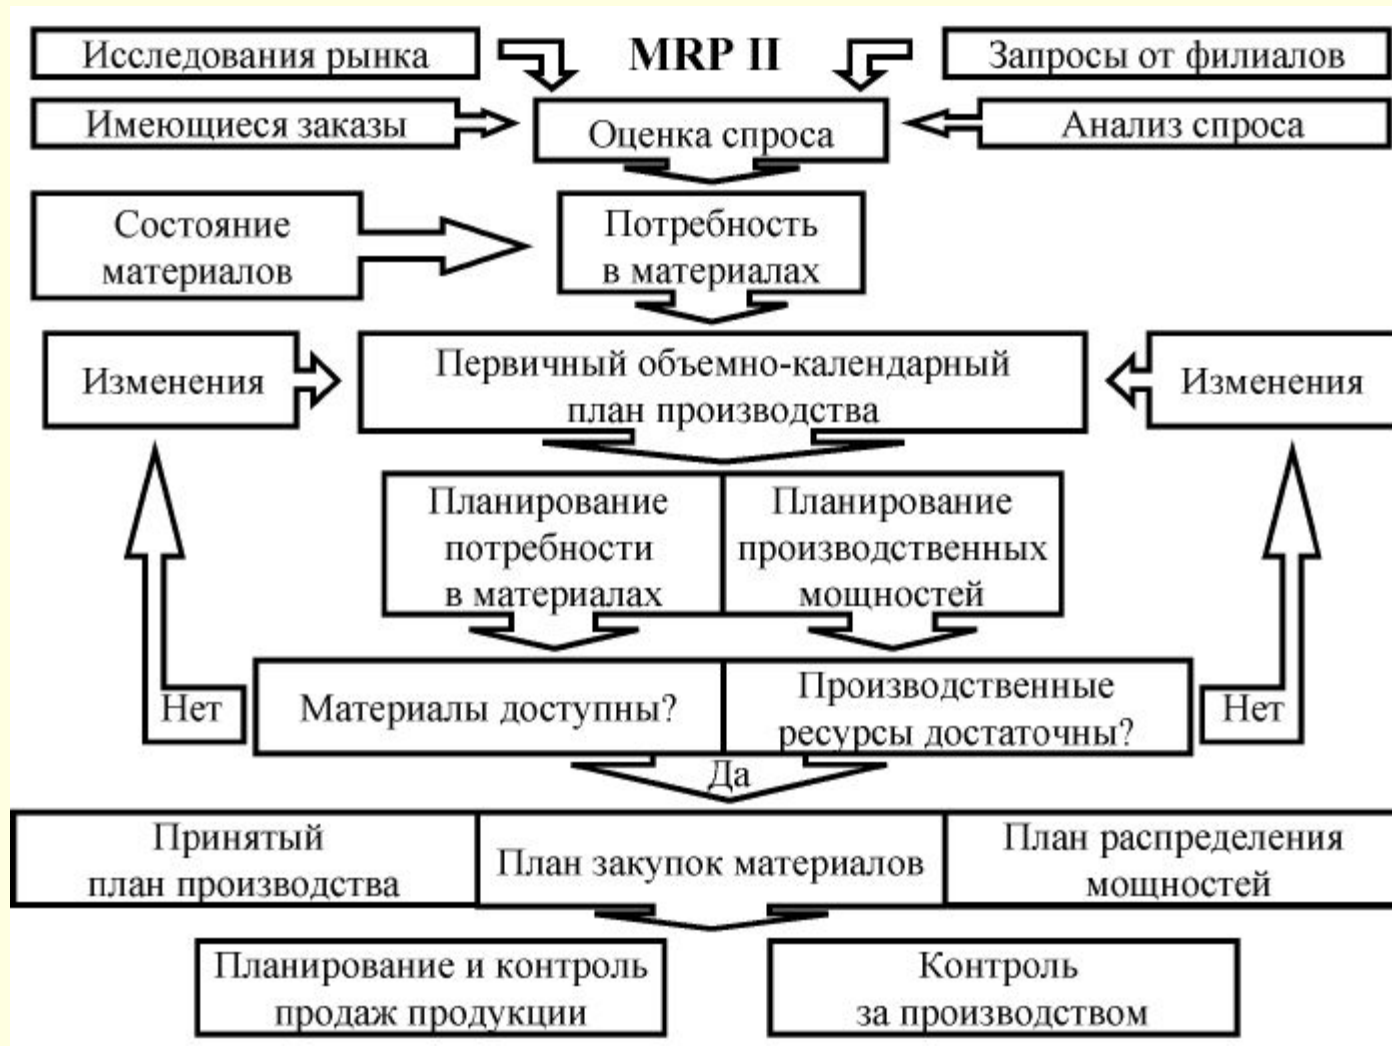 Исследования рынка
MRP II
Запросы от филиалов
Имеющиеся заказы
Оценка спроса
Анализ спроса
Состояние
материалов
Потребность
в материалах
Изменения
Первичный объемно-календарный
план производства
Изменения
Планирование
потребности
в материалах
Планирование
производственных
мощностей
Нет
Материалы доступны?
Производственные
ресурсы достаточны?
Нет
Да
Принятый
план производства
План закупок материалов
План распределения
мощностей
Планирование и контроль
продаж продукции
Контроль
за производством